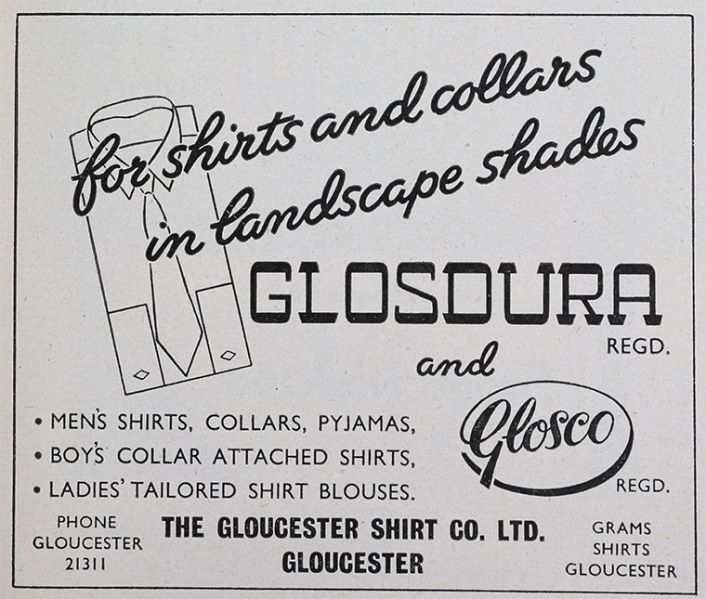 for shirts and collars
in landscape shades
GLOSDURA
REGD.
and
Glosco
REGD.
• MEN'S SHIRTS, COLLARS, PYJAMAS,
• BOY'S COLLAR ATTACHED SHIRTS,
• LADIES' TAILORED SHIRT BLOUSES.
PHONE
GLOUCESTER
21311
THE GLOUCESTER SHIRT CO. LTD.
GLOUCESTER
GRAMS
SHIRTS
GLOUCESTER